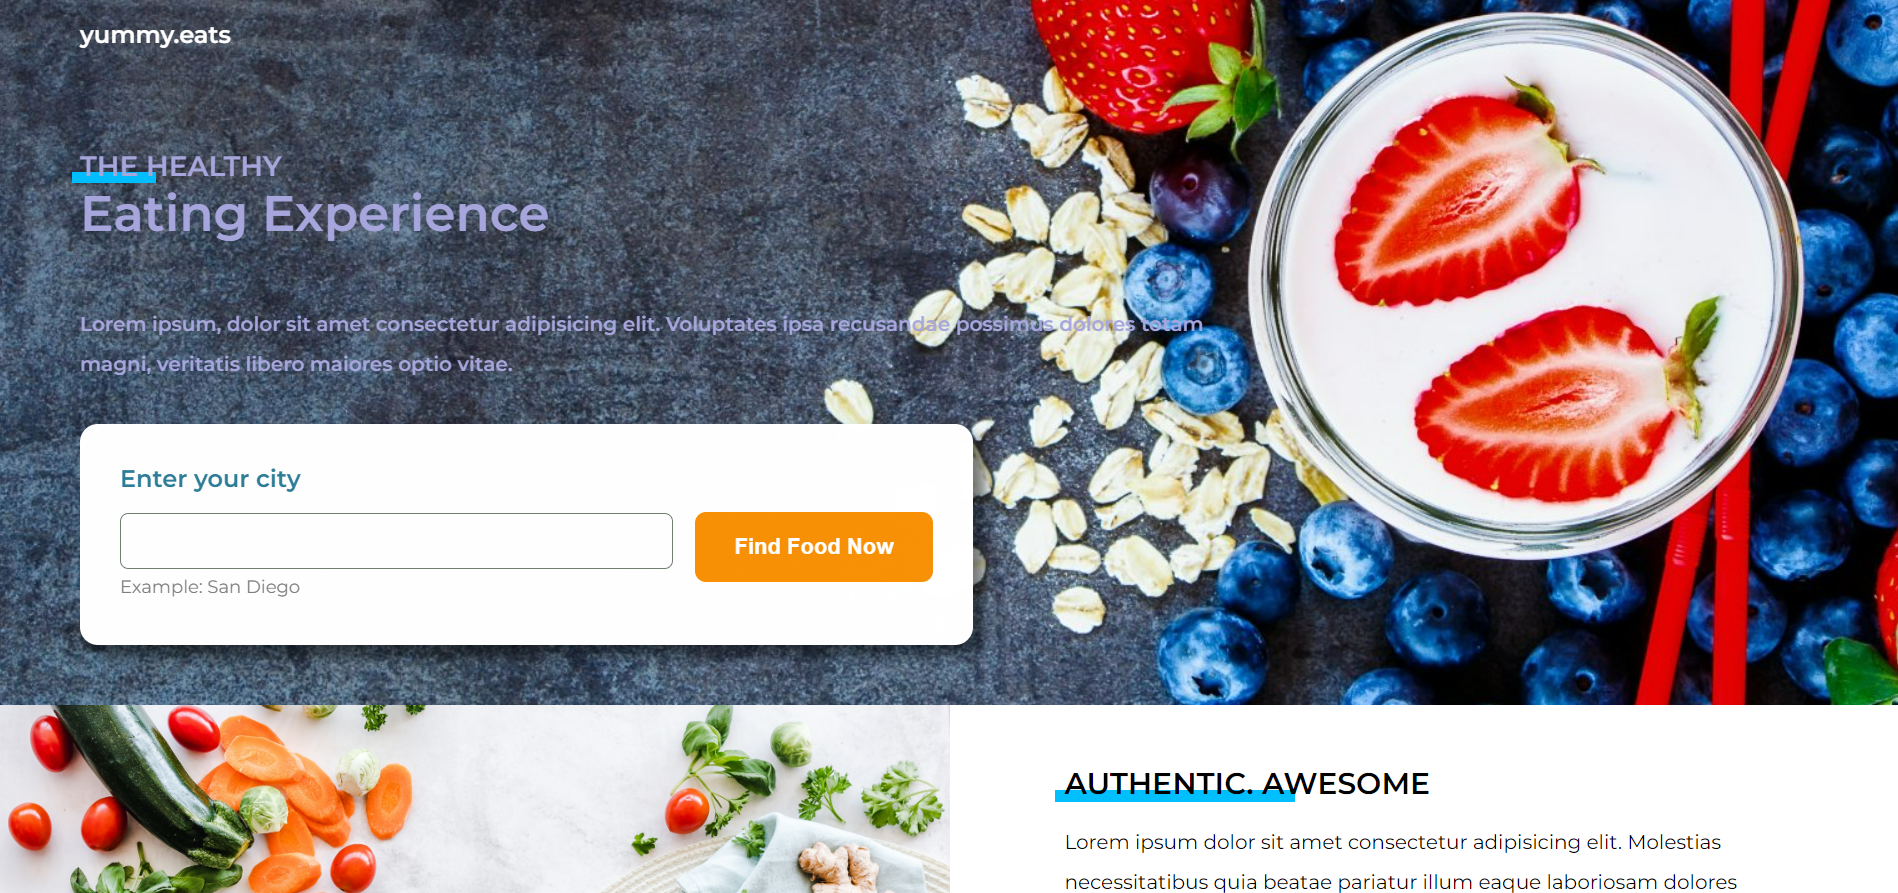 yummy.eats
THE HEALTHY
Eating Experience
Lorem ipsum, dolor sit amet consectetur adipisicing elit. Voluptates ipsa recusandae possimus dolores totam
magni, veritatis libero maiores optio vitae.
Enter your city
Find Food Now
Example: San Diego
AUTHENTIC. AWESOME
Lorem ipsum dolor sit amet consectetur adipisicing elit. Molestias
necessitatibus quia beatae pariatur illum eaque laboriosam dolores